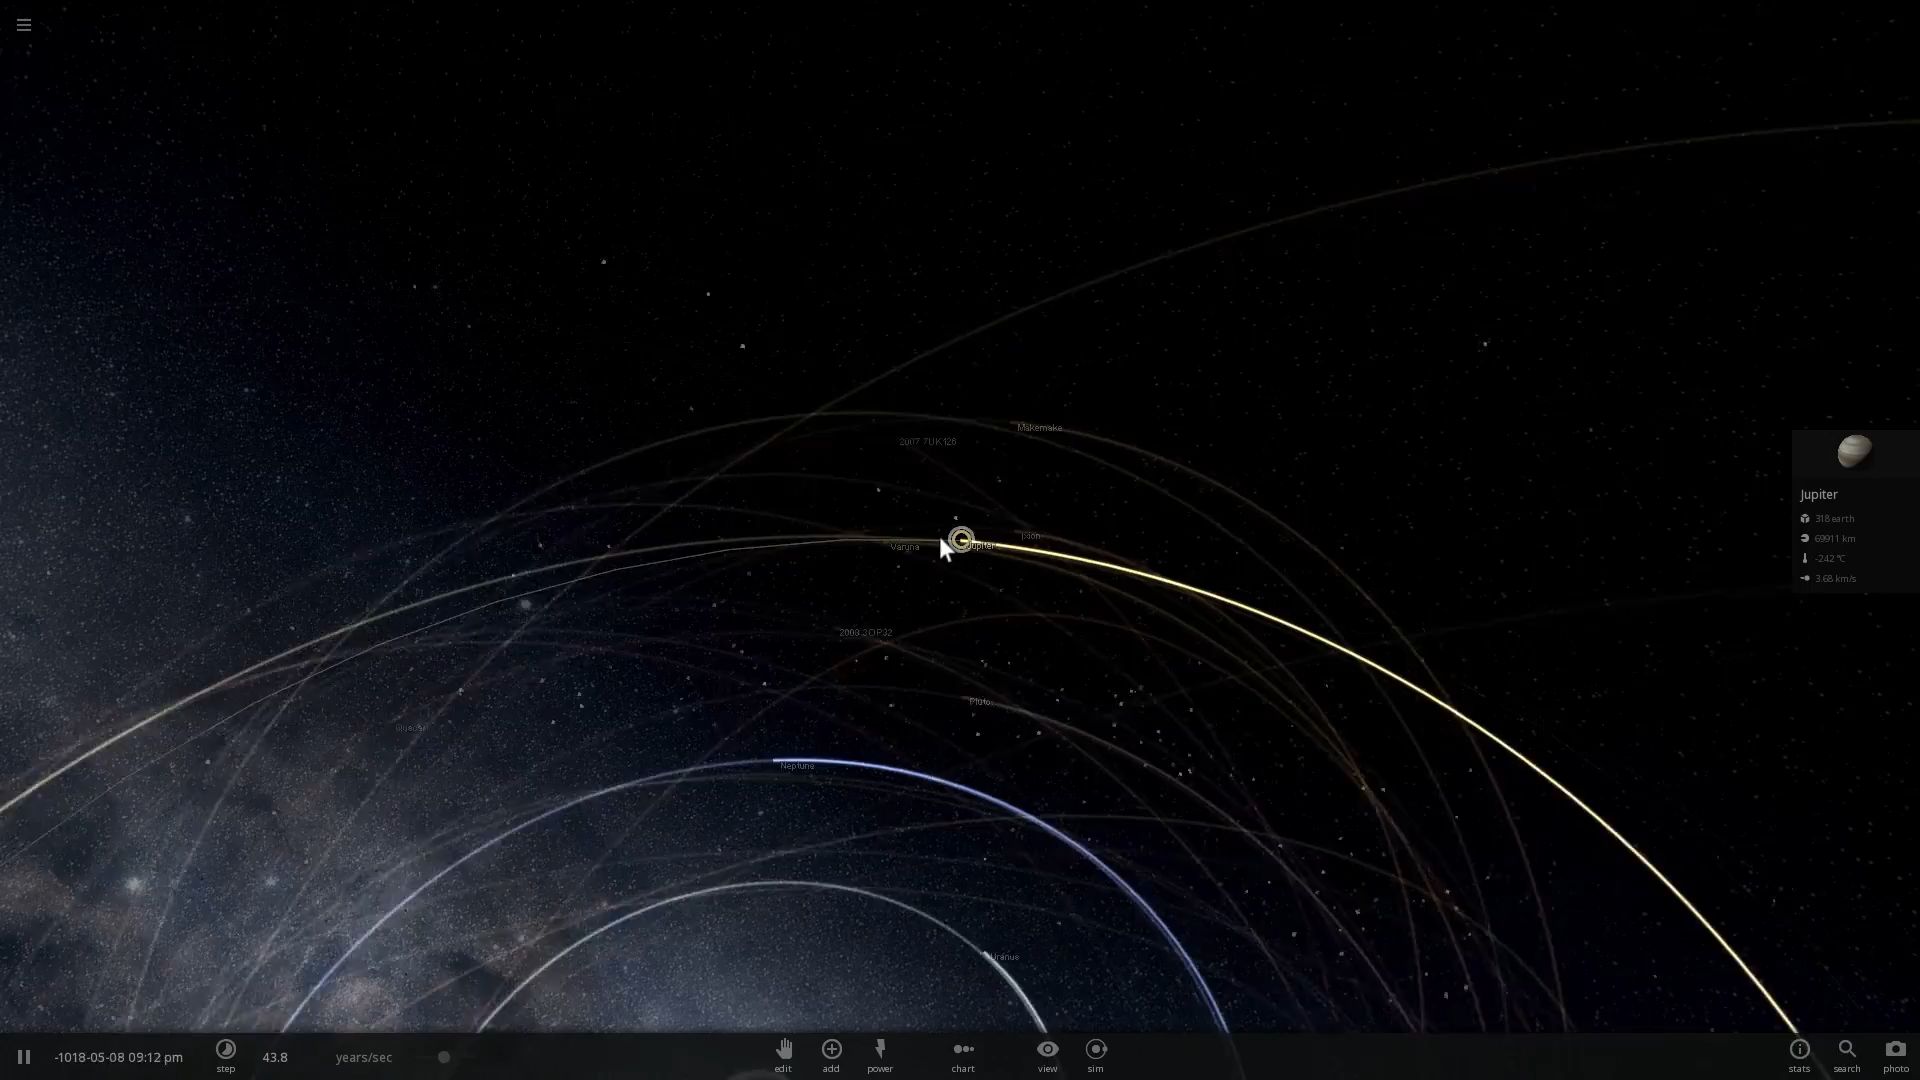 Makemake
2007 7UK126
Ixion
Varuna
Jupiter
Jupiter
318 earth
69911 km
-242 °C
3.68 km/s
2003 3OP32
Pluto
Neptune
Uranus
-1018-05-08 09:12 pm
step
43.8
years/sec
edit
add
power
chart
view
sim
stats
search
photo